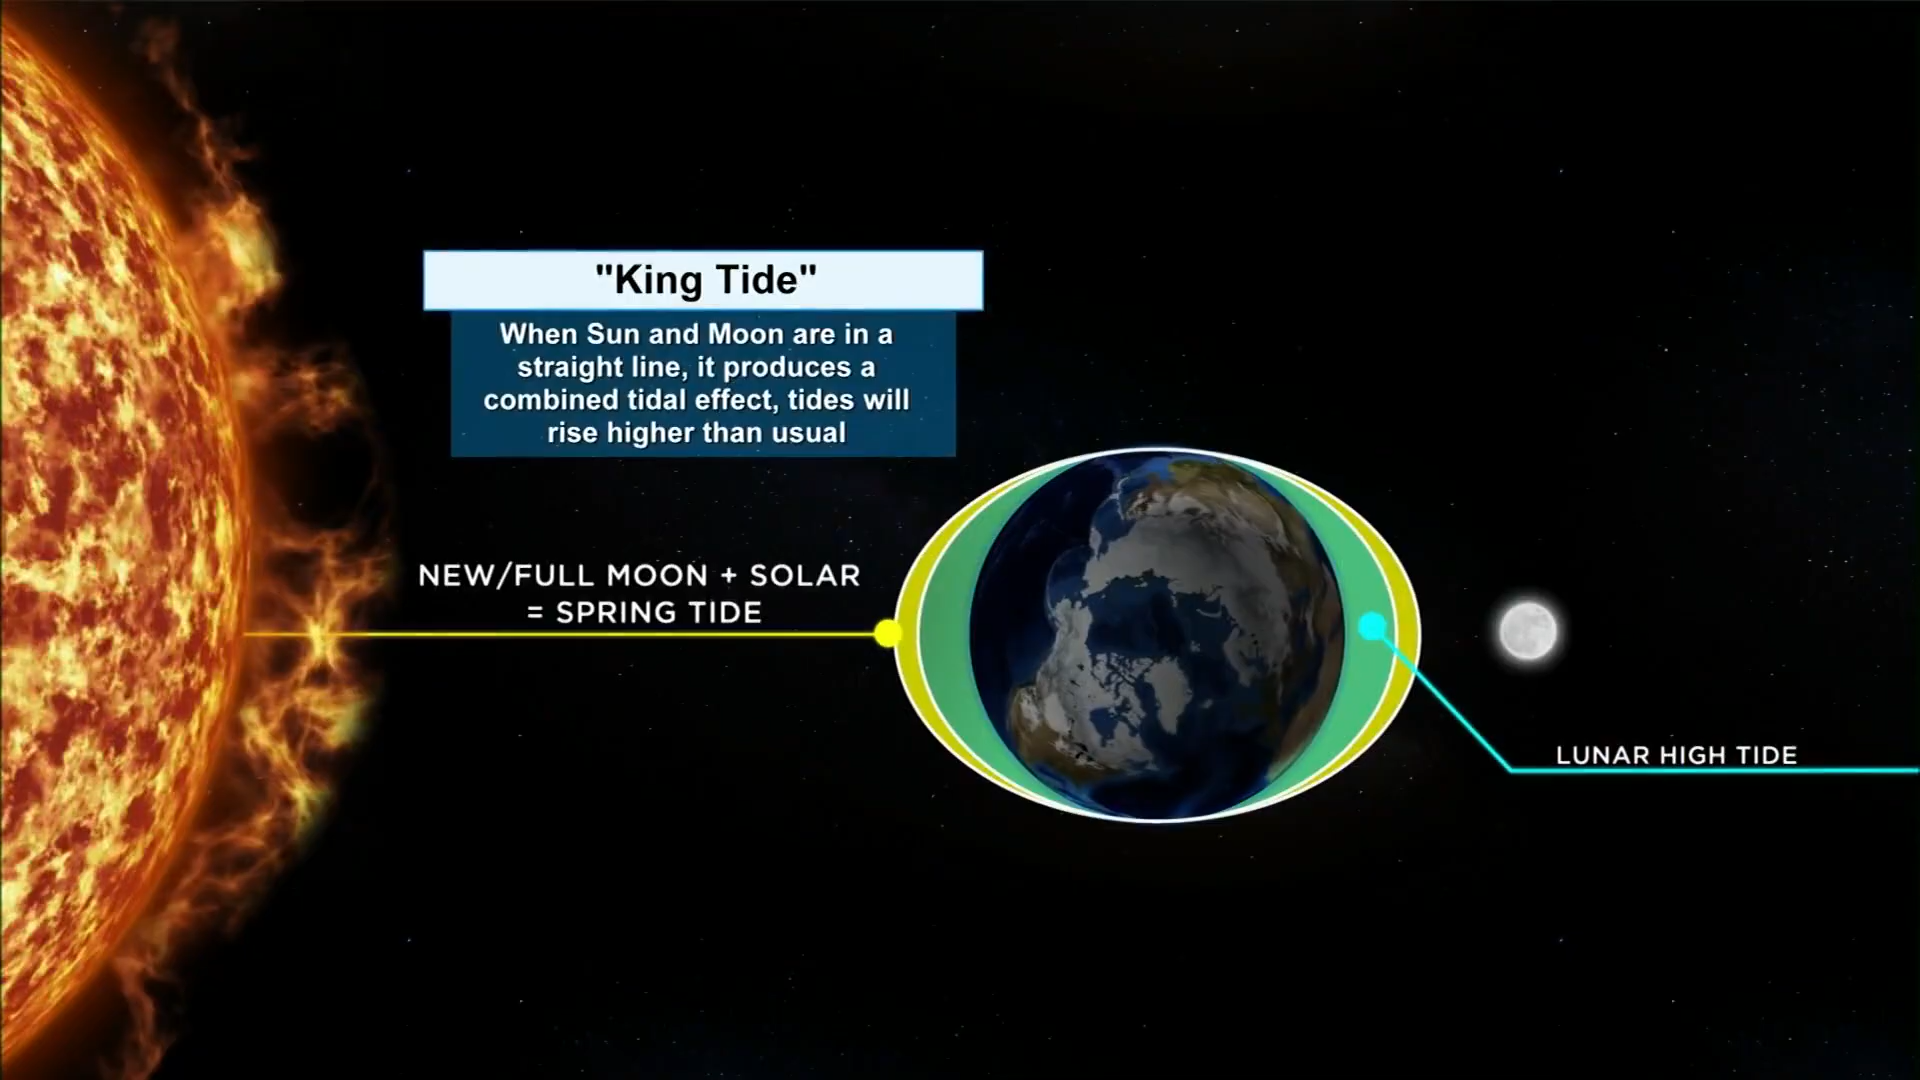 "King Tide"
When Sun and Moon are in a
straight line, it produces a
combined tidal effect, tides will
rise higher than usual
NEW/FULL MOON + SOLAR
= SPRING TIDE
LUNAR HIGH TIDE